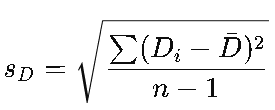 $s_D = \sqrt{\frac{\sum (D_i - \bar{D})^2}{n-1}}$